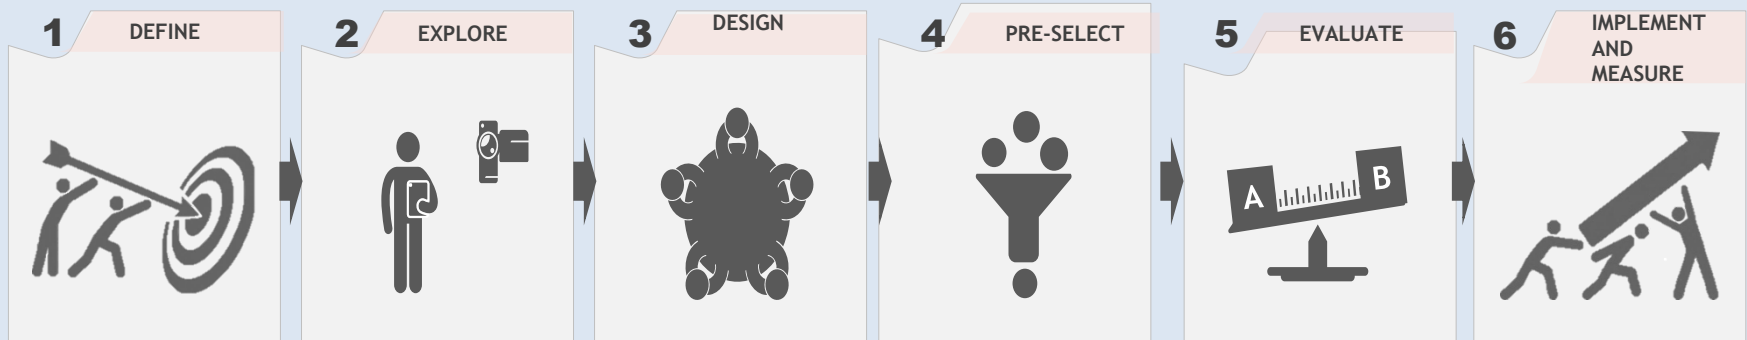 1 DEFINE
2 EXPLORE
3 DESIGN
4 PRE-SELECT
5 EVALUATE
6 IMPLEMENT
AND
MEASURE
A B